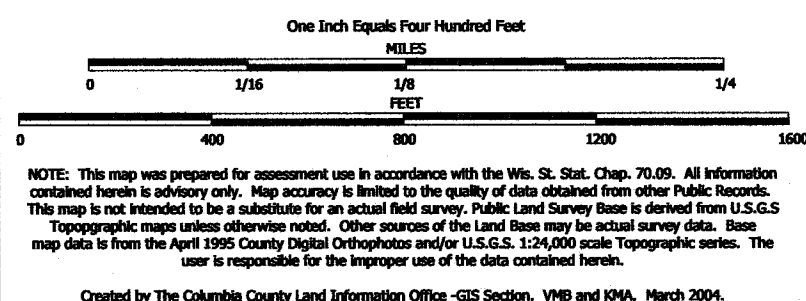 One Inch Equals Four Hundred Feet
MILES
0 1/16 1/8 1/4
FEET
0 400 800 1200 1600
NOTE: This map was prepared for assessment use in accordance with the Wis. St. Stat. Chap. 70.09. All information
contained herein is advisory only. Map accuracy is limited to the quality of data obtained from other Public Records.
This map is not intended to be a substitute for an actual field survey. Public Land Survey Base is derived from U.S.G.S
Topopgraphic maps unless otherwise noted. Other sources of the Land Base may be actual survey data. Base
map data is from the April 1995 County Digital Orthophotos and/or U.S.G.S. 1:24,000 scale Topographic series. The
user is responsible for the improper use of the data contained herein.
Created by The Columbia County Land Information Office -GIS Section. VMB and KMA. March 2004.